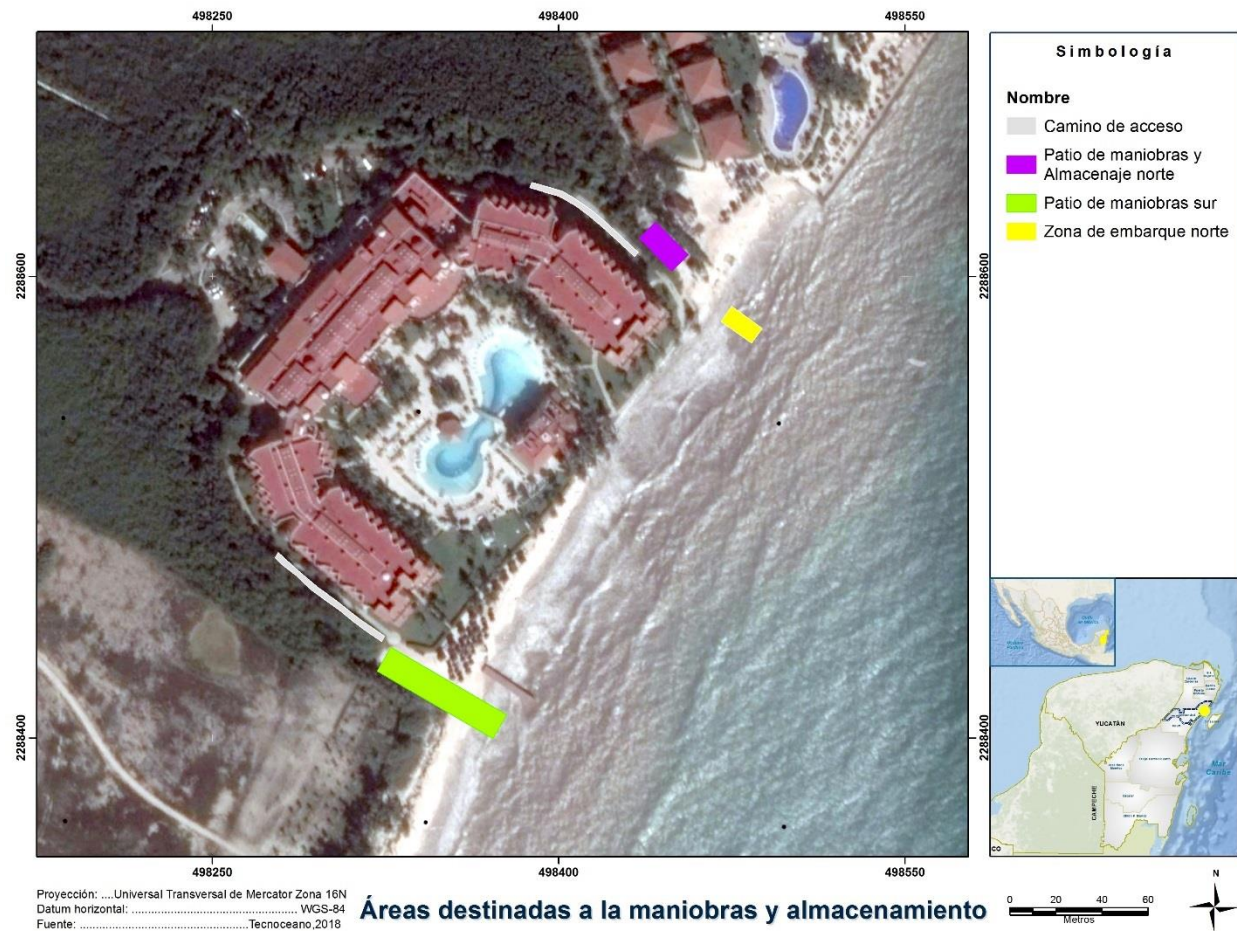 498250
498400
498550
2288600
2288400
2288600
2288400
498250
498400
498550
Simbología
Nombre
Camino de acceso
Patio de maniobras y
Almacenaje norte
Patio de maniobras sur
Zona de embarque norte
YUCATÁN
CAMPECHE
Mar
Caribe
Proyección: ....Universal Transversal de Mercator Zona 16N
Datum horizontal: ................................. WGS-84
Fuente: .............................................Tecnoceano,2018
Áreas destinadas a la maniobras y almacenamiento
0 20 40 60
Metros
N